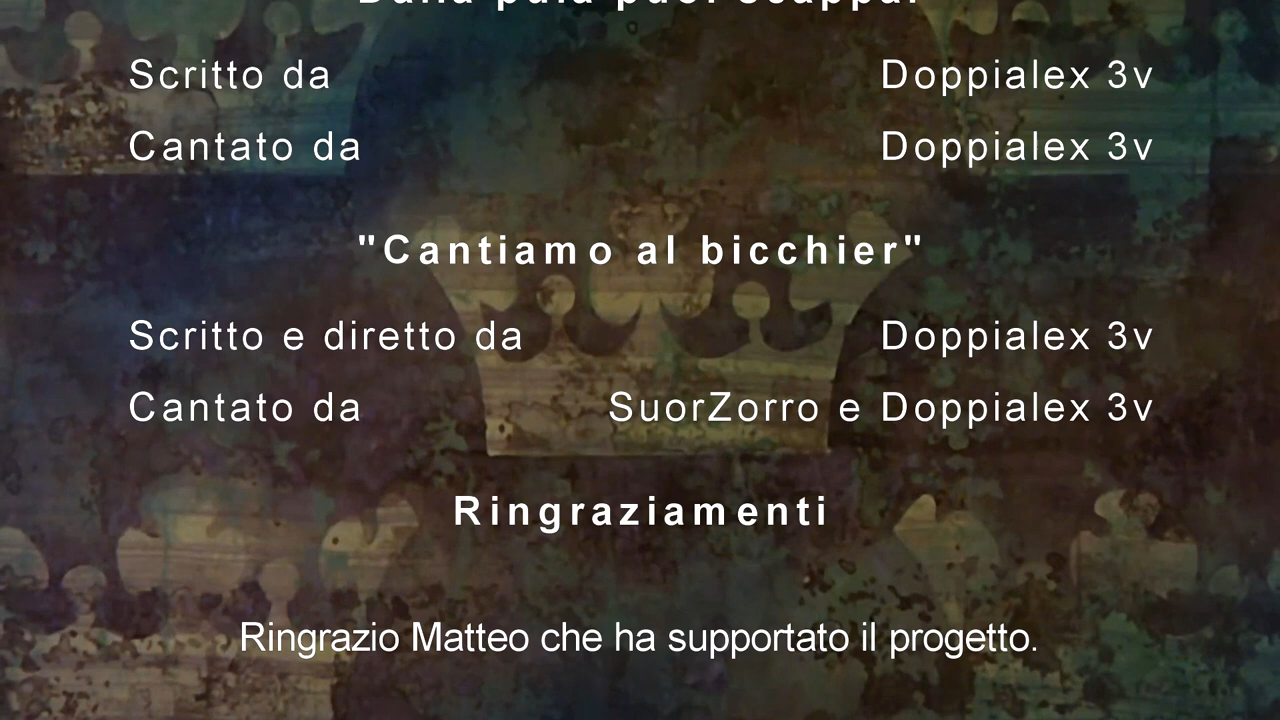 Scritto da Doppialex 3v
Cantato da Doppialex 3v
"Cantiamo al bicchier"
Scritto e diretto da Doppialex 3v
Cantato da SuorZorro e Doppialex 3v
Ringraziamenti
Ringrazio Matteo che ha supportato il progetto.